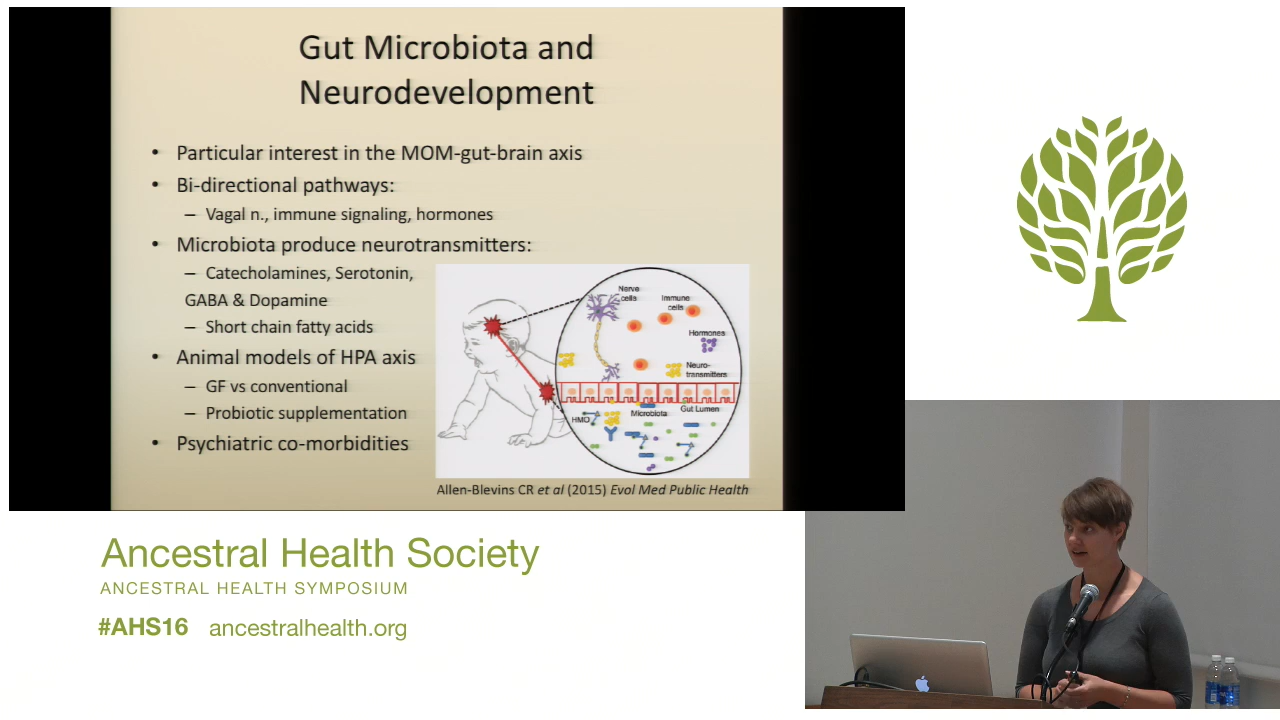 Gut Microbiota and
Neurodevelopment
• Particular interest in the MOM-gut-brain axis
• Bi-directional pathways:
– Vagal n., immune signaling, hormones
• Microbiota produce neurotransmitters:
– Catecholamines, Serotonin,
GABA & Dopamine
– Short chain fatty acids
• Animal models of HPA axis
– GF vs conventional
– Probiotic supplementation
• Psychiatric co-morbidities
Nerve
cells
Immune
cells
Hormones
Neuro-
transmitters
HMO
Microbiota
Gut Lumen
Allen-Blevins CR et al (2015) Evol Med Public Health
Ancestral Health Society
ANCESTRAL HEALTH SYMPOSIUM
#AHS16 ancestralhealth.org